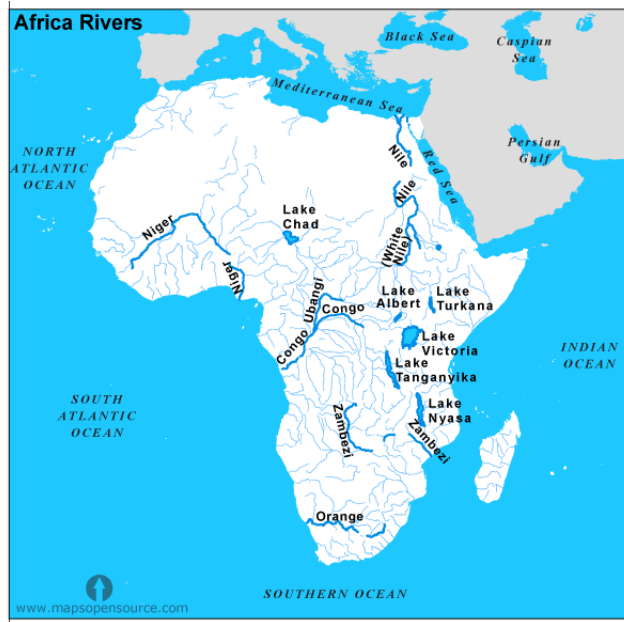 Africa Rivers
Black Sea
Caspian
Sea
Mediterranean Sea
Persian
Gulf
NORTH
ATLANTIC
OCEAN
Nile
Red Sea
Nile
Lake
Chad
Niger
(White
Nile)
Niger
Ubangi
Lake
Albert
Lake
Turkana
Congo
Congo
Lake
Victoria
INDIAN
OCEAN
Lake
Tanganyika
SOUTH
ATLANTIC
OCEAN
Lake
Nyasa
Zambezi
Zambezi
Orange
SOUTHERN OCEAN
www.mapsopensource.com